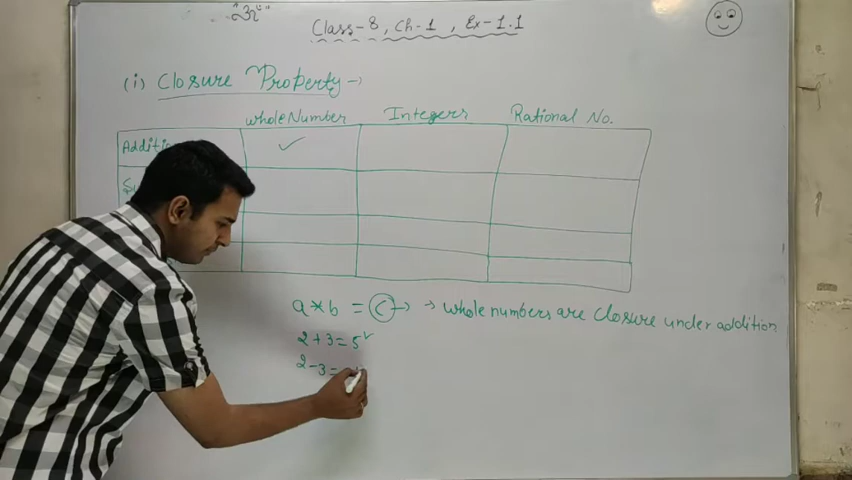 "ॐ"
Class-8, Ch-1, Ex-1.1
(i) Closure Property→
whole Number Integers Rational No.
Additio
✓
a*b = C → → whole numbers are closure under addition
2+3=5✓
2-3=